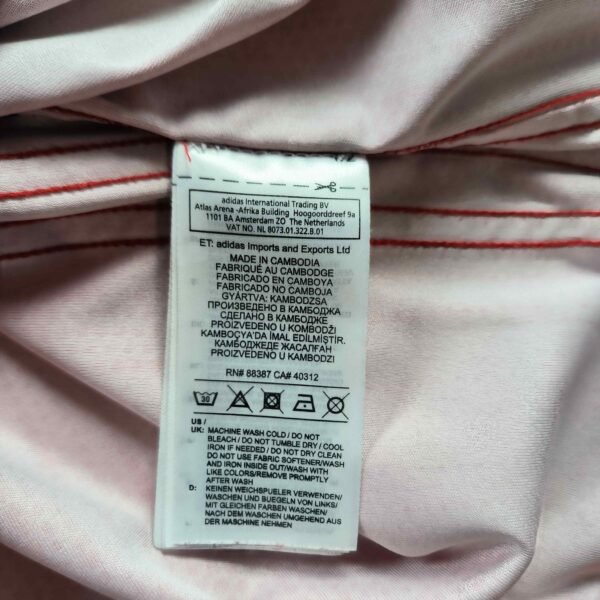 adidas International Trading BV
Atlas Arena -Afrika Building Hoogoorddreef 9a
1101 BA Amsterdam ZO The Netherlands
VAT NO. NL 8073.01.322.B.01
ET: adidas Imports and Exports Ltd
MADE IN CAMBODIA
FABRIQUÉ AU CAMBODGE
FABRICADO EN CAMBOYA
FABRICADO NO CAMBOJA
GYÁRTVA: KAMBODZSA
ПРОИЗВЕДЕНО В КАМБОДЖА
СДЕЛАНО В КАМБОДЖЕ
PROIZVEDENO U KOMBODŽI
KAMBOÇYA'DA İMAL EDİLMİŞTİR.
КАМБОДЖЕДЕ ЖАСАЛҒАН
PROIZVEDENO U KAMBODZI
RN# 88387 CA# 40312
30
US /
UK: MACHINE WASH COLD / DO NOT
BLEACH / DO NOT TUMBLE DRY / COOL
IRON IF NEEDED / DO NOT DRY CLEAN
DO NOT USE FABRIC SOFTENER/WASH
AND IRON INSIDE OUT/WASH WITH
LIKE COLORS/REMOVE PROMPTLY
AFTER WASH
D: KEINEN WEICHSPUELER VERWENDEN/
WASCHEN UND BUEGELN VON LINKS/
MIT GLEICHEN FARBEN WASCHEN/
NACH DEM WASCHEN UMGEHEND AUS
DER MASCHINE NEHMEN